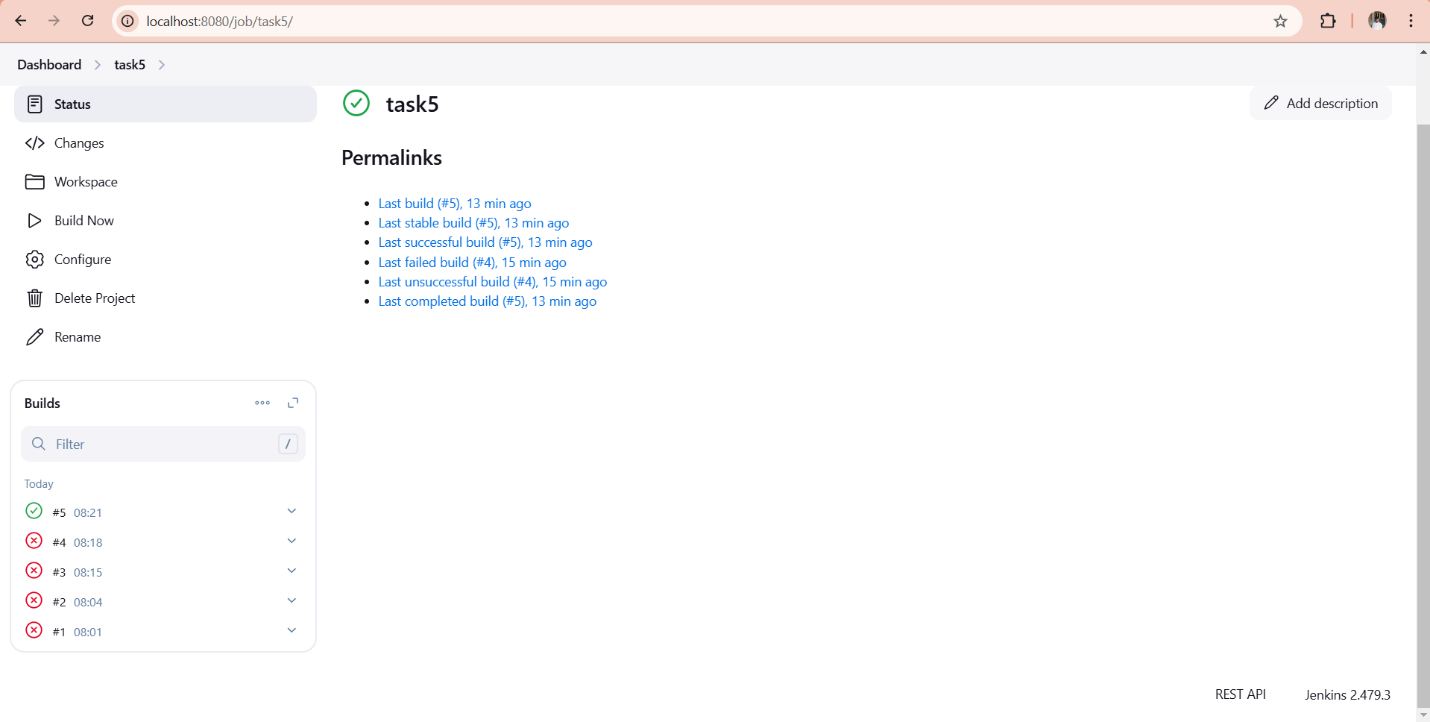 localhost:8080/job/task5/
Dashboard task5
Status
Changes
Workspace
Build Now
Configure
Delete Project
Rename
Builds
Filter /
Today
#5 08:21
#4 08:18
#3 08:15
#2 08:04
#1 08:01
task5
Add description
Permalinks
Last build (#5), 13 min ago
Last stable build (#5), 13 min ago
Last successful build (#5), 13 min ago
Last failed build (#4), 15 min ago
Last unsuccessful build (#4), 15 min ago
Last completed build (#5), 13 min ago
REST API Jenkins 2.479.3